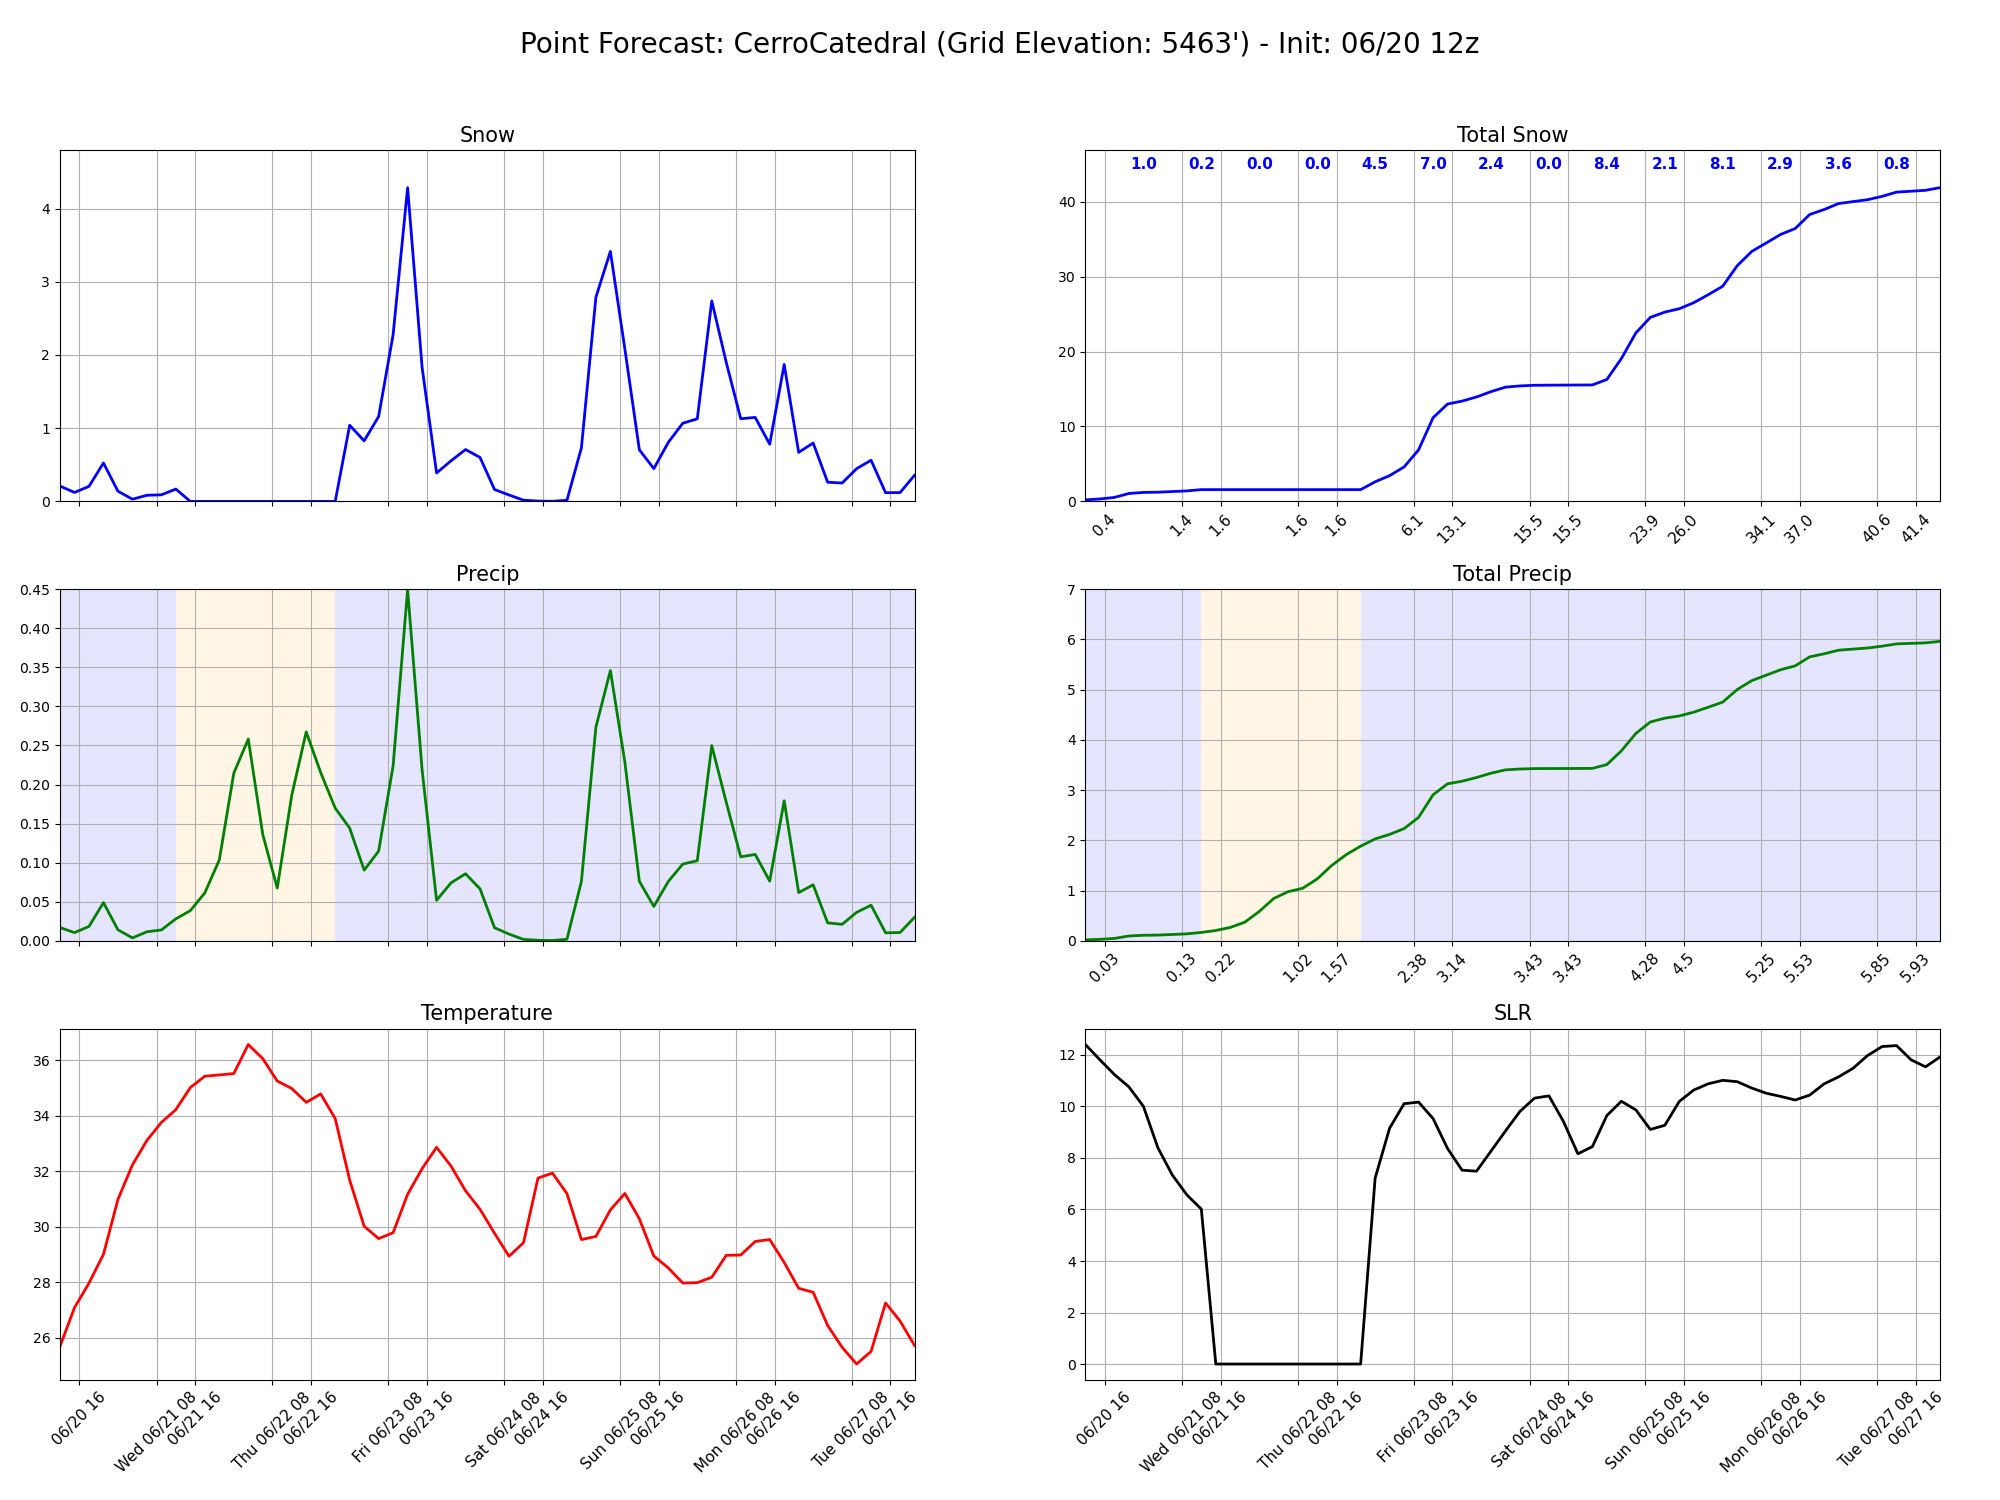 Point Forecast: CerroCatedral (Grid Elevation: 5463') - Init: 06/20 12z
Snow
4
3
2
1
0
Total Snow
1.0 0.2 0.0 0.0 4.5 7.0 2.4 0.0 8.4 2.1 8.1 2.9 3.6 0.8
40
30
20
10
0
0.4 1.4 1.6 1.6 1.6 6.1 13.1 15.5 15.5 23.9 26.0 34.1 37.0 40.6 41.4
Precip
0.45
0.40
0.35
0.30
0.25
0.20
0.15
0.10
0.05
0.00
Total Precip
7
6
5
4
3
2
1
0
0.03 0.13 0.22 1.02 1.57 2.38 3.14 3.43 3.43 4.28 4.5 5.25 5.53 5.85 5.93
Temperature
36
34
32
30
28
26
06/20 16
Wed 06/21 08
06/21 16
Thu 06/22 08
06/22 16
Fri 06/23 08
06/23 16
Sat 06/24 08
06/24 16
Sun 06/25 08
06/25 16
Mon 06/26 08
06/26 16
Tue 06/27 08
06/27 16
SLR
12
10
8
6
4
2
0
06/20 16
Wed 06/21 08
06/21 16
Thu 06/22 08
06/22 16
Fri 06/23 08
06/23 16
Sat 06/24 08
06/24 16
Sun 06/25 08
06/25 16
Mon 06/26 08
06/26 16
Tue 06/27 08
06/27 16